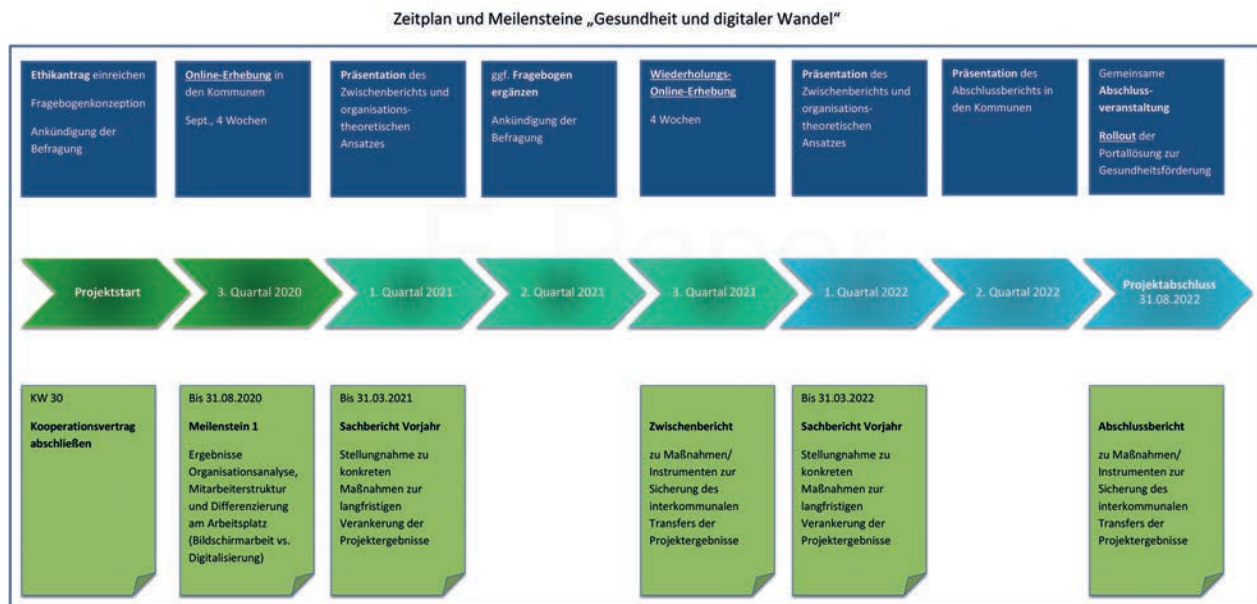 Zeitplan und Meilensteine „Gesundheit und digitaler Wandel“
Ethikantrag einreichen
Fragebogenkonzeption
Ankündigung der
Befragung
Online-Erhebung in
den Kommunen
Sept., 4 Wochen
Präsentation des
Zwischenberichts und
organisations-
theoretischen
Ansatzes
ggf. Fragebogen
ergänzen
Ankündigung der
Befragung
Wiederholungs-
Online-Erhebung
4 Wochen
Präsentation des
Zwischenberichts und
organisations-
theoretischen
Ansatzes
Präsentation des
Abschlussberichts in
den Kommunen
Gemeinsame
Abschluss-
veranstaltung
Rollout der
Portallösung zur
Gesundheitsförderung
Projektstart
3. Quartal 2020
1. Quartal 2021
2. Quartal 2021
3. Quartal 2021
1. Quartal 2022
2. Quartal 2022
Projektabschluss
31.08.2022
KW 30
Kooperationsvertrag
abschließen
Bis 31.08.2020
Meilenstein 1
Ergebnisse
Organisationsanalyse,
Mitarbeiterstruktur
und Differenzierung
am Arbeitsplatz
(Bildschirmarbeit vs.
Digitalisierung)
Bis 31.03.2021
Sachbericht Vorjahr
Stellungnahme zu
konkreten
Maßnahmen zur
langfristigen
Verankerung der
Projektergebnisse
Zwischenbericht
zu Maßnahmen/
Instrumenten zur
Sicherung des
interkommunalen
Transfers der
Projektergebnisse
Bis 31.03.2022
Sachbericht Vorjahr
Stellungnahme zu
konkreten
Maßnahmen zur
langfristigen
Verankerung der
Projektergebnisse
Abschlussbericht
zu Maßnahmen/
Instrumenten zur
Sicherung des
interkommunalen
Transfers der
Projektergebnisse